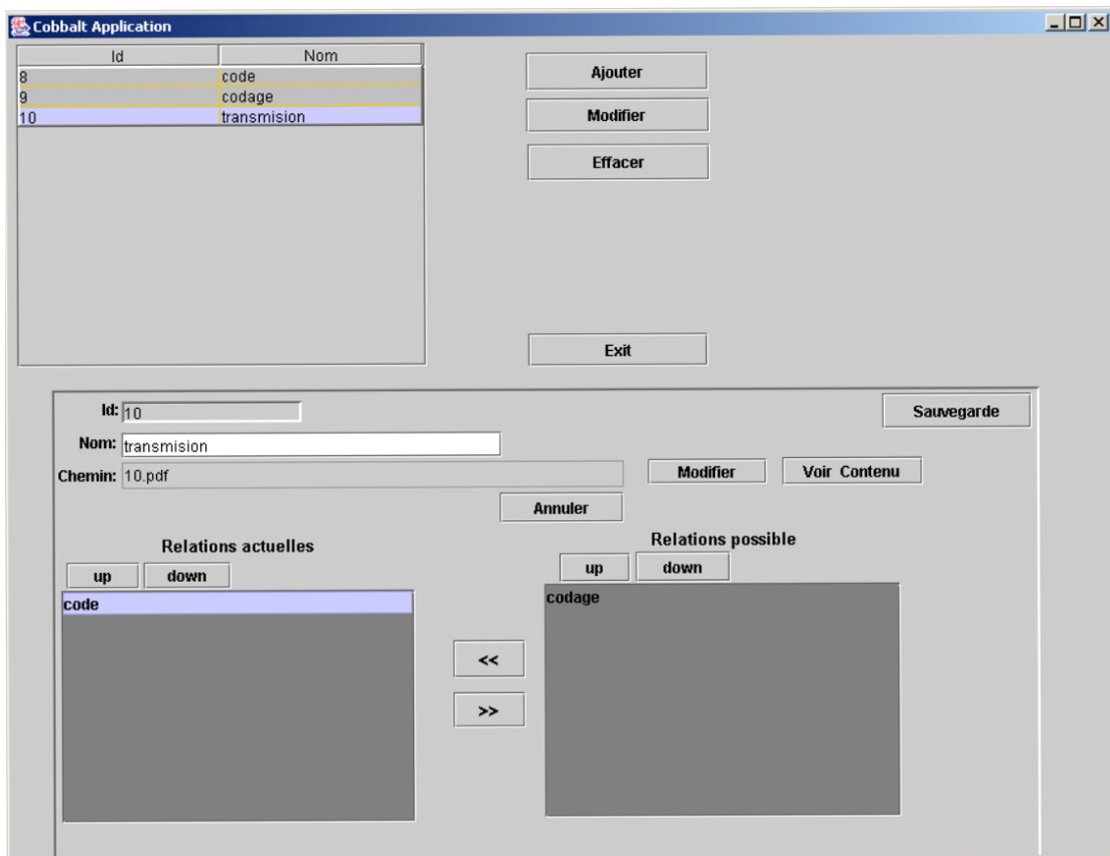 Cobbalt Application
Id Nom
8 code
9 codage
10 transmision
Ajouter
Modifier
Effacer
Exit
Id: 10
Sauvegarde
Nom: transmision
Chemin: 10.pdf
Modifier
Voir Contenu
Annuler
Relations actuelles
up down
code
<<
>>
Relations possible
up down
codage